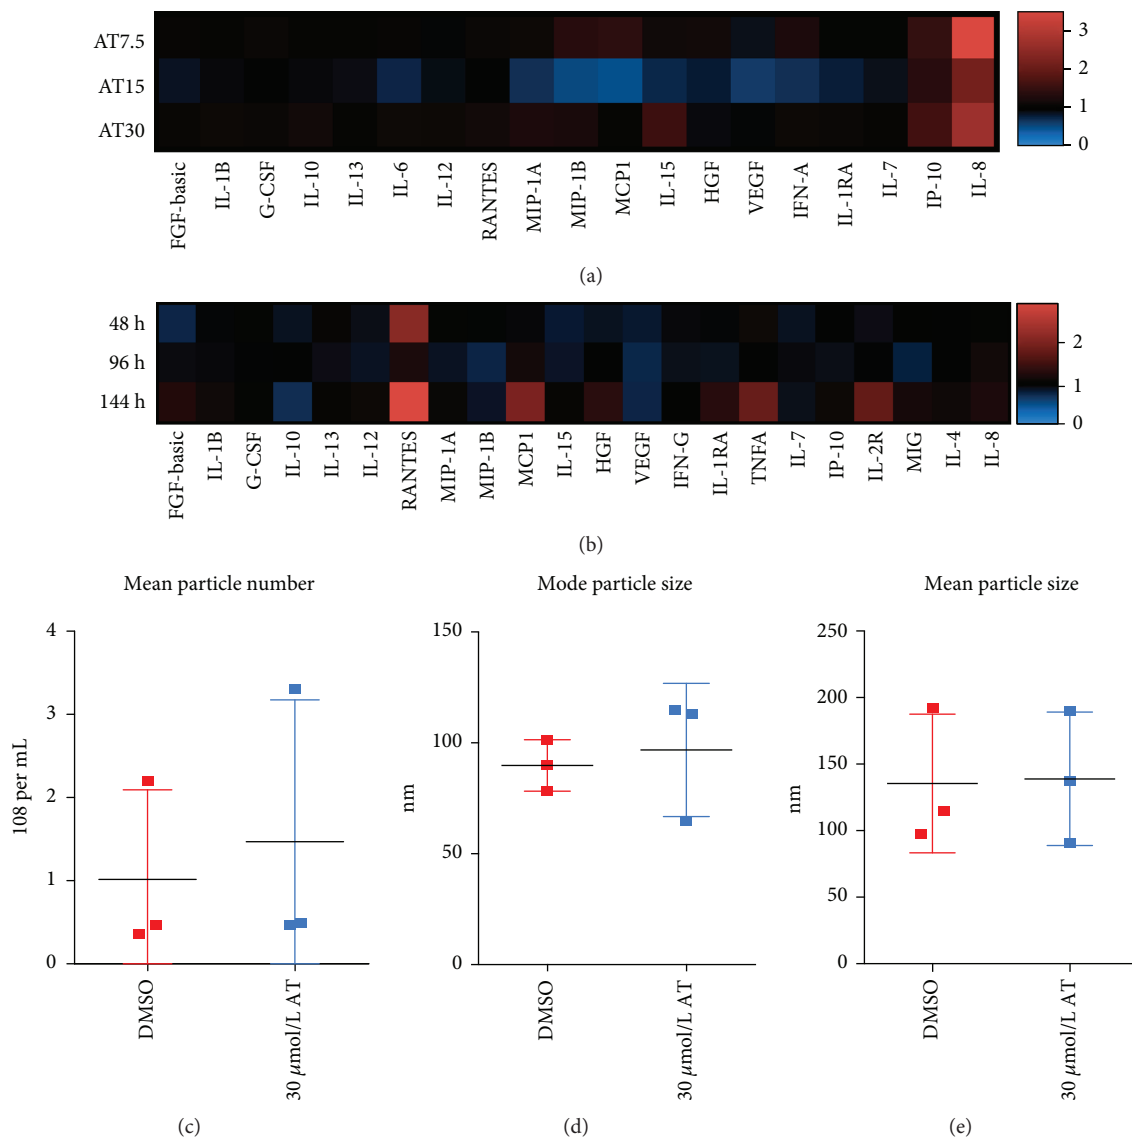 AT7.5
AT15
AT30
3
2
1
0
FGF-basic
IL-1B
G-CSF
IL-10
IL-13
IL-6
IL-12
RANTES
MIP-1A
MIP-1B
MCP1
IL-15
HGF
VEGF
IFN-A
IL-1RA
IL-7
IP-10
IL-8
(a)
48 h
96 h
144 h
2
1
0
FGF-basic
IL-1B
G-CSF
IL-10
IL-13
IL-12
RANTES
MIP-1A
MIP-1B
MCP1
IL-15
HGF
VEGF
IFN-G
IL-1RA
TNFA
IL-7
IP-10
IL-2R
MIG
IL-4
IL-8
(b)
Mean particle number
108 per mL
4
3
2
1
0
DMSO
30 µmol/L AT
(c)
Mode particle size
nm
150
100
50
0
DMSO
30 µmol/L AT
(d)
Mean particle size
nm
250
200
150
100
50
0
DMSO
30 µmol/L AT
(e)